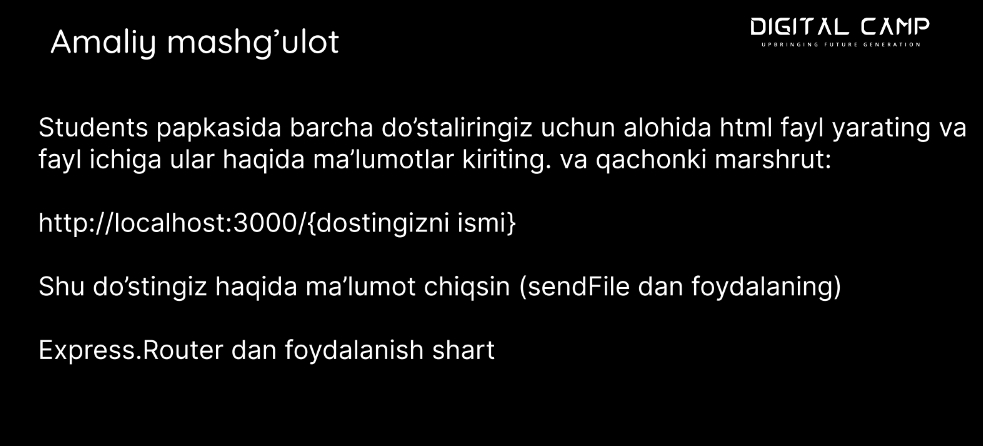 Amaliy mashg’ulot
DIGITAL CAMP
UPBRINGING FUTURE GENERATION
Students papkasida barcha do’staliringiz uchun alohida html fayl yarating va
fayl ichiga ular haqida ma’lumotlar kiriting. va qachonki marshrut:
http://localhost:3000/{dostingizni ismi}
Shu do’stingiz haqida ma’lumot chiqsin (sendFile dan foydalaning)
Express.Router dan foydalanish shart